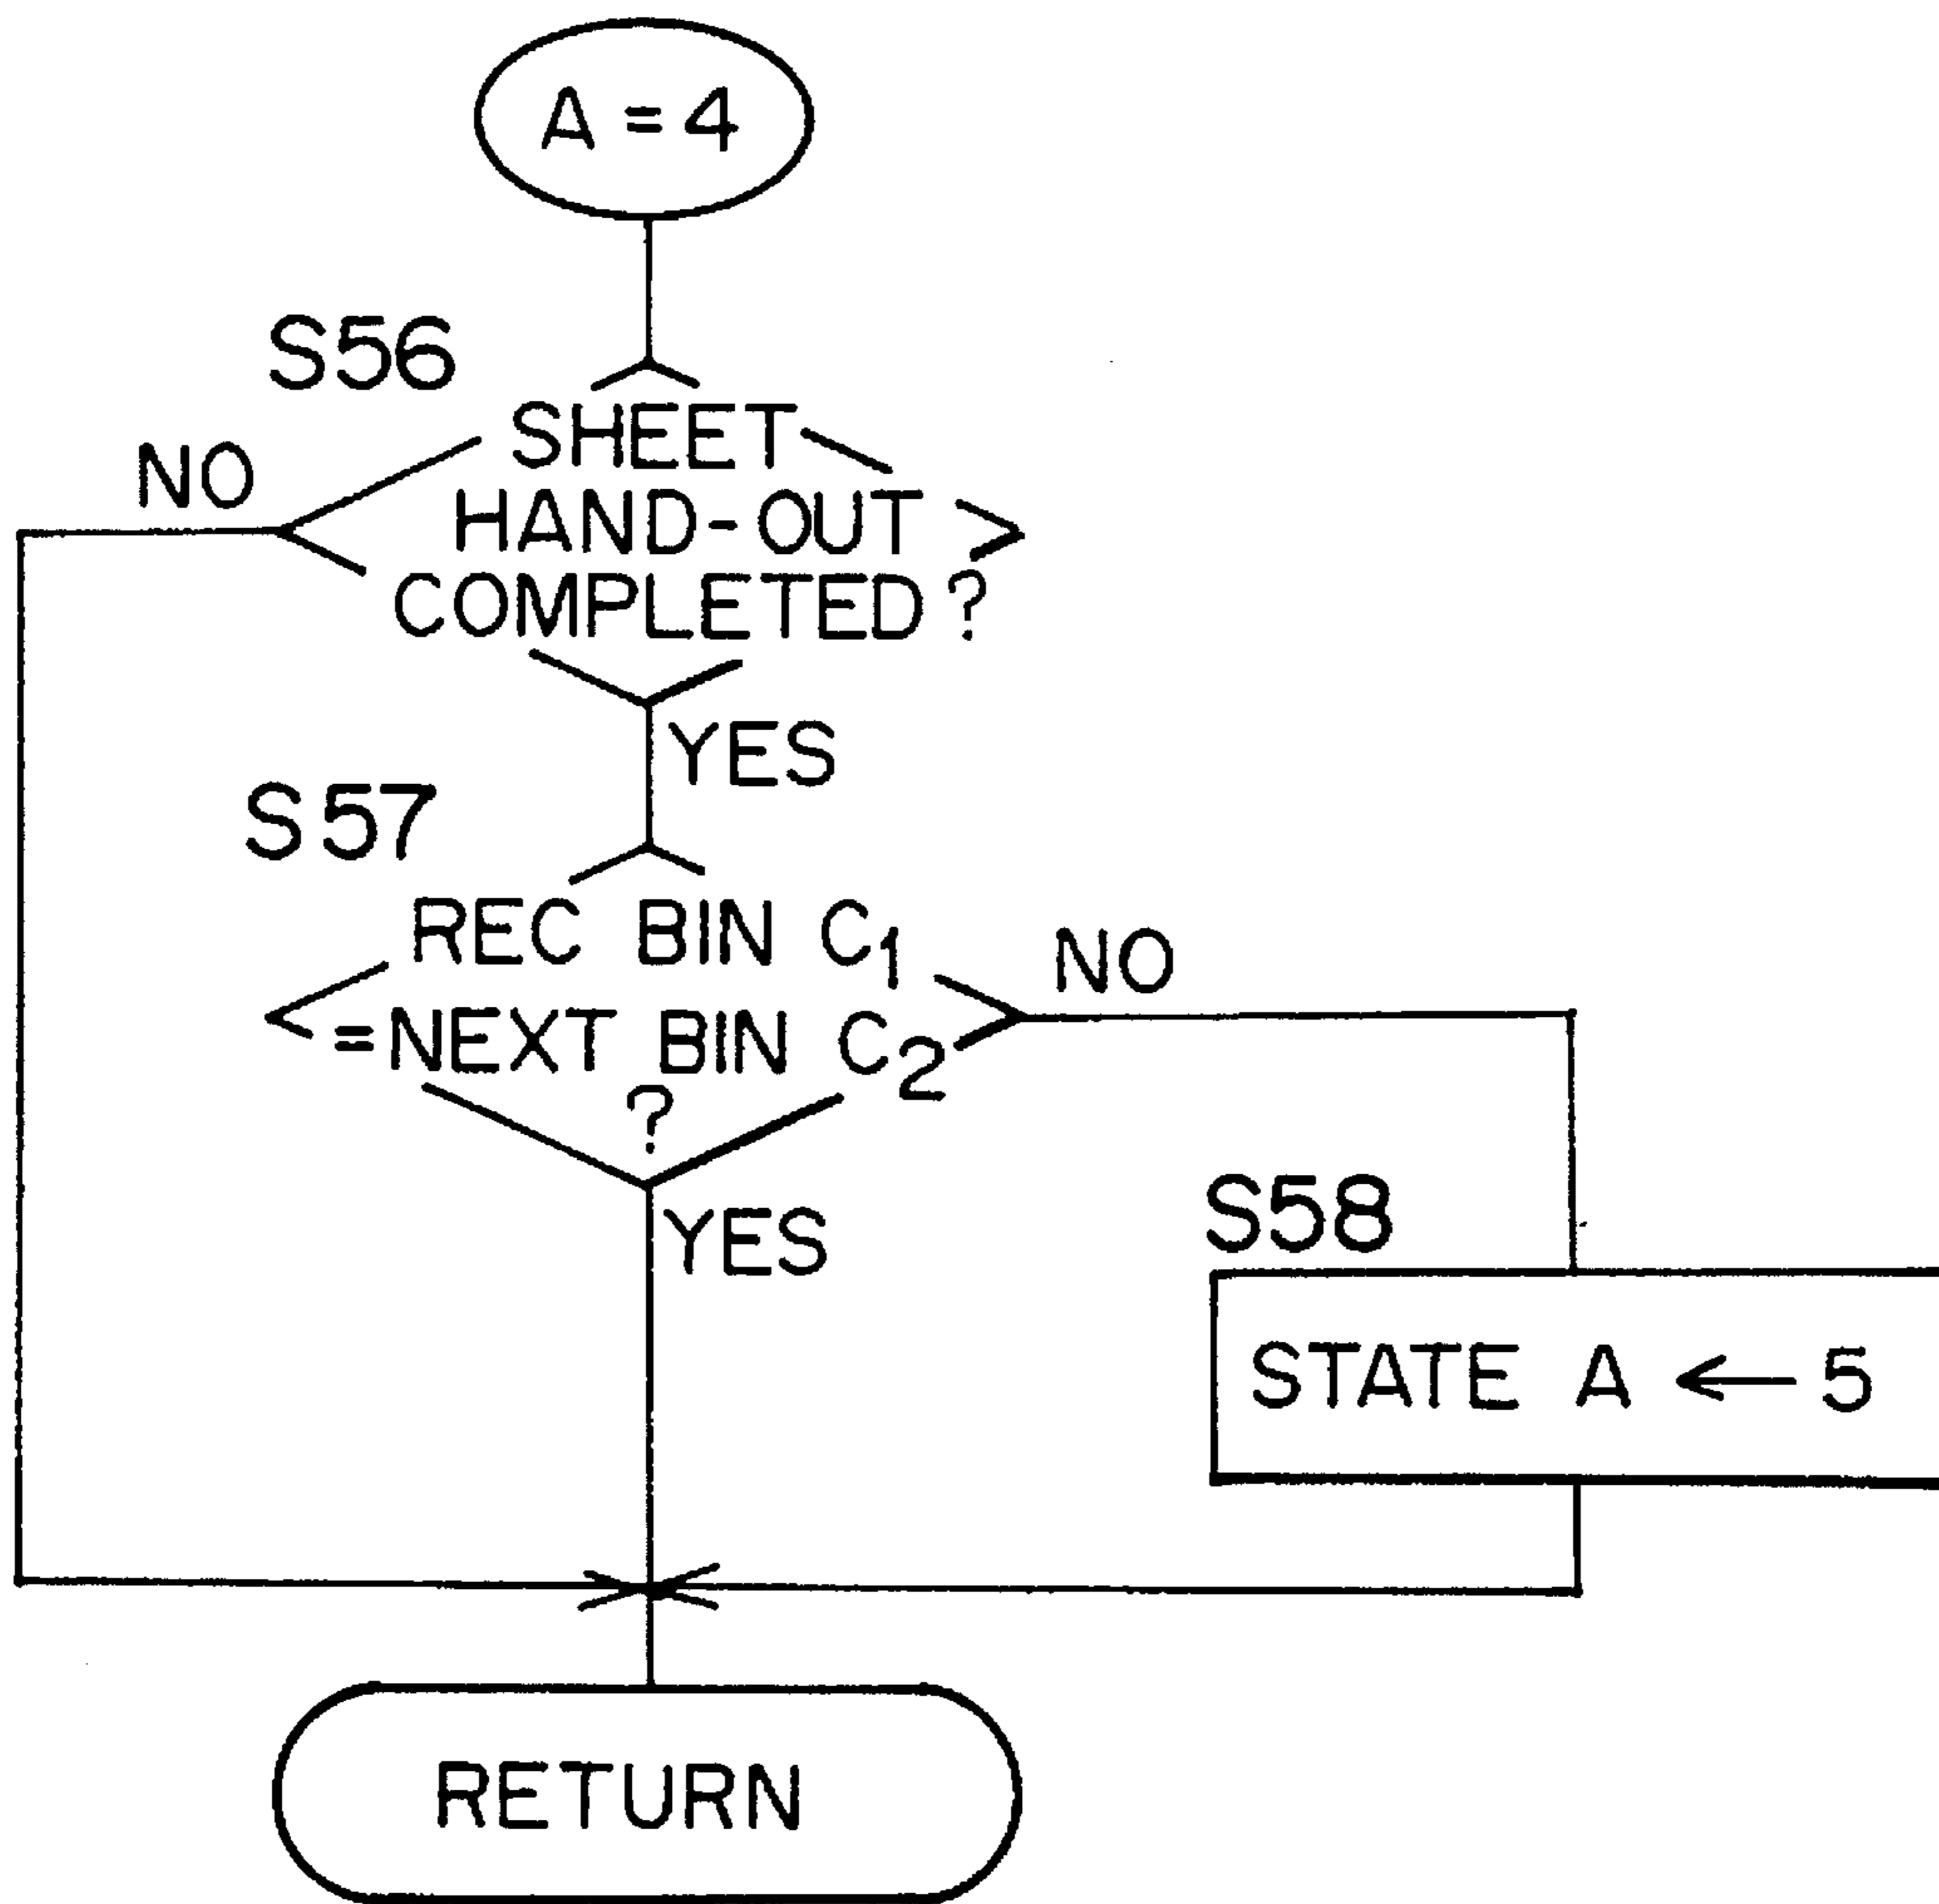 A = 4
S56
NO
SHEET
HAND-OUT
COMPLETED ?
YES
S57
REC BIN C1
NO
=NEXT BIN C2
?
YES
S58
STATE A ← 5
RETURN